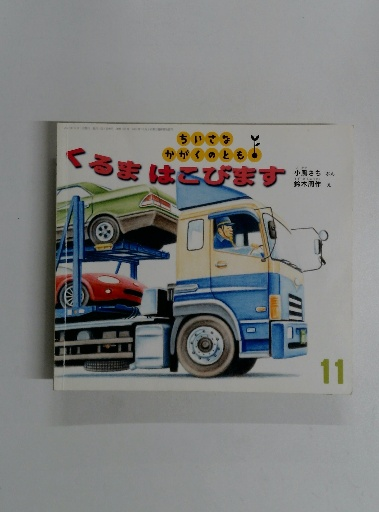 ちいさな
かがくのとも
くるまはこびます
小風さち ぶん
鈴木周作 え
11